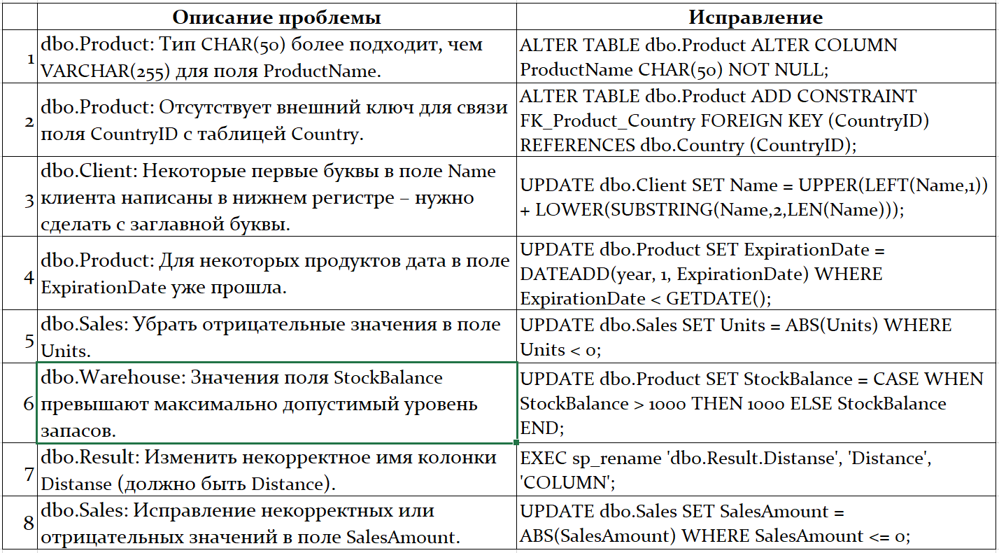 Описание проблемы
Исправление
1
dbo.Product: Тип CHAR(50) более подходит, чем
VARCHAR(255) для поля ProductName.
ALTER TABLE dbo.Product ALTER COLUMN
ProductName CHAR(50) NOT NULL;
2
dbo.Product: Отсутствует внешний ключ для связи
поля CountryID с таблицей Country.
ALTER TABLE dbo.Product ADD CONSTRAINT
FK_Product_Country FOREIGN KEY (CountryID)
REFERENCES dbo.Country (CountryID);
3
dbo.Client: Некоторые первые буквы в поле Name
клиента написаны в нижнем регистре – нужно
сделать с заглавной буквы.
UPDATE dbo.Client SET Name = UPPER(LEFT(Name,1))
+ LOWER(SUBSTRING(Name,2,LEN(Name)));
4
dbo.Product: Для некоторых продуктов дата в поле
ExpirationDate уже прошла.
UPDATE dbo.Product SET ExpirationDate =
DATEADD(year, 1, ExpirationDate) WHERE
ExpirationDate < GETDATE();
5
dbo.Sales: Убрать отрицательные значения в поле
Units.
UPDATE dbo.Sales SET Units = ABS(Units) WHERE
Units < 0;
6
dbo.Warehouse: Значения поля StockBalance
превышают максимально допустимый уровень
запасов.
UPDATE dbo.Product SET StockBalance = CASE WHEN
StockBalance > 1000 THEN 1000 ELSE StockBalance
END;
7
dbo.Result: Изменить некорректное имя колонки
Distanse (должно быть Distance).
EXEC sp_rename 'dbo.Result.Distanse', 'Distance',
'COLUMN';
8
dbo.Sales: Исправление некорректных или
отрицательных значений в поле SalesAmount.
UPDATE dbo.Sales SET SalesAmount =
ABS(SalesAmount) WHERE SalesAmount <= 0;